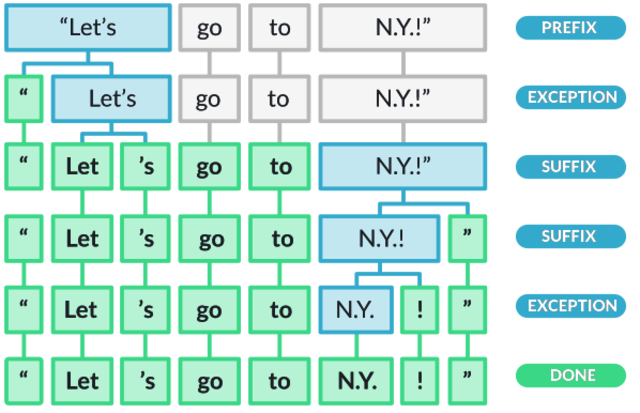 “Let’s go to N.Y.!” PREFIX
“ Let’s go to N.Y.!” EXCEPTION
“ Let ’s go to N.Y.!” SUFFIX
“ Let ’s go to N.Y.! ” SUFFIX
“ Let ’s go to N.Y. ! ” EXCEPTION
“ Let ’s go to N.Y. ! ” DONE